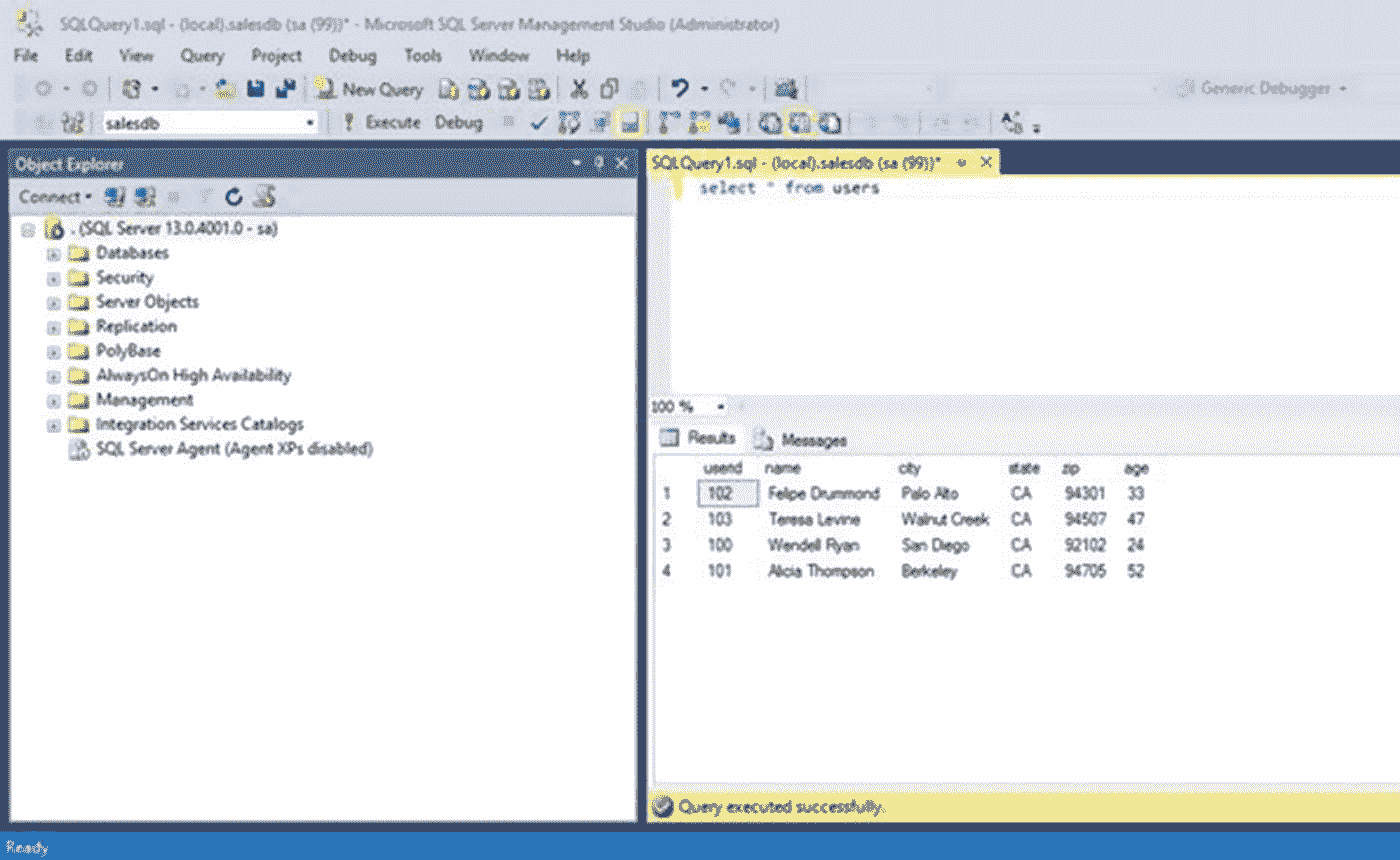 SQLQuery1.sql - (local).salesdb (sa (99))* - Microsoft SQL Server Management Studio (Administrator)
File Edit View Query Project Debug Tools Window Help
New Query Generic Debugger
salesdb ! Execute Debug
Object Explorer
Connect
. (SQL Server 13.0.4001.0 - sa)
Databases
Security
Server Objects
Replication
PolyBase
AlwaysOn High Availability
Management
Integration Services Catalogs
SQL Server Agent (Agent XPs disabled)
SQLQuery1.sql - (local).salesdb (sa (99))*
select * from users
100 %
Results Messages
userid name city state zip age
1 102 Felipe Drummond Palo Alto CA 94301 33
2 103 Teresa Levine Walnut Creek CA 94507 47
3 100 Wendell Ryan San Diego CA 92102 24
4 101 Alicia Thompson Berkeley CA 94705 52
Query executed successfully.
Ready